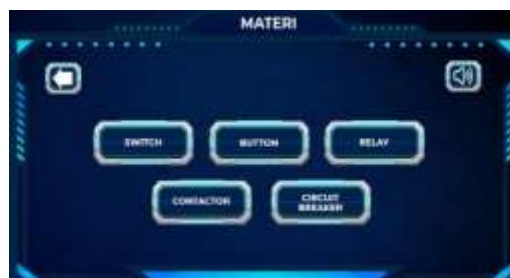 MATERI
SWITCH
BUTTON
RELAY
CONTACTOR
CIRCUIT
BREAKER